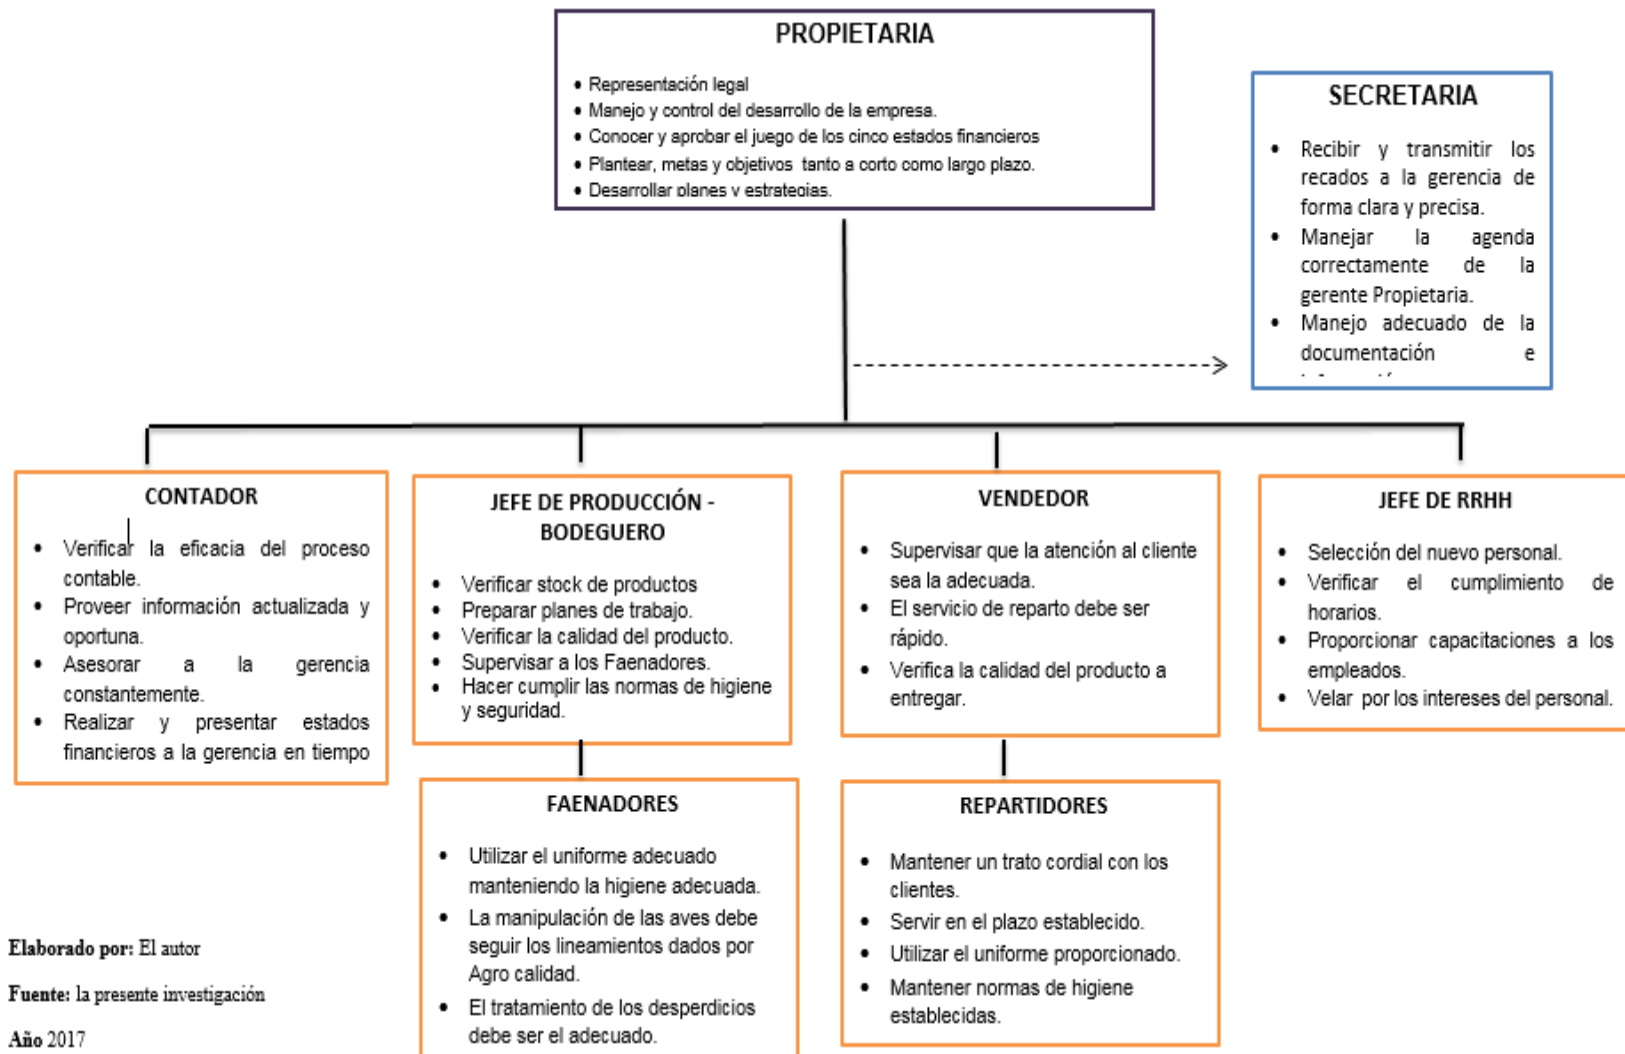 PROPIETARIA
• Representación legal
• Manejo y control del desarrollo de la empresa.
• Conocer y aprobar el juego de los cinco estados financieros
• Plantear, metas y objetivos tanto a corto como largo plazo.
• Desarrollar planes y estrategias.
SECRETARIA
• Recibir y transmitir los
recados a la gerencia de
forma clara y precisa.
• Manejar la agenda
correctamente de la
gerente Propietaria.
• Manejo adecuado de la
documentación e
CONTADOR
• Verificar la eficacia del proceso
contable.
• Proveer información actualizada y
oportuna.
• Asesorar a la gerencia
constantemente.
• Realizar y presentar estados
financieros a la gerencia en tiempo
JEFE DE PRODUCCIÓN -
BODEGUERO
• Verificar stock de productos
• Preparar planes de trabajo.
• Verificar la calidad del producto.
• Supervisar a los Faenadores.
• Hacer cumplir las normas de higiene
y seguridad.
VENDEDOR
• Supervisar que la atención al cliente
sea la adecuada.
• El servicio de reparto debe ser
rápido.
• Verifica la calidad del producto a
entregar.
JEFE DE RRHH
• Selección del nuevo personal.
• Verificar el cumplimiento de
horarios.
• Proporcionar capacitaciones a los
empleados.
• Velar por los intereses del personal.
FAENADORES
• Utilizar el uniforme adecuado
manteniendo la higiene adecuada.
• La manipulación de las aves debe
seguir los lineamientos dados por
Agro calidad.
• El tratamiento de los desperdicios
debe ser el adecuado.
REPARTIDORES
• Mantener un trato cordial con los
clientes.
• Servir en el plazo establecido.
• Utilizar el uniforme proporcionado.
• Mantener normas de higiene
establecidas.
Elaborado por: El autor
Fuente: la presente investigación
Año 2017